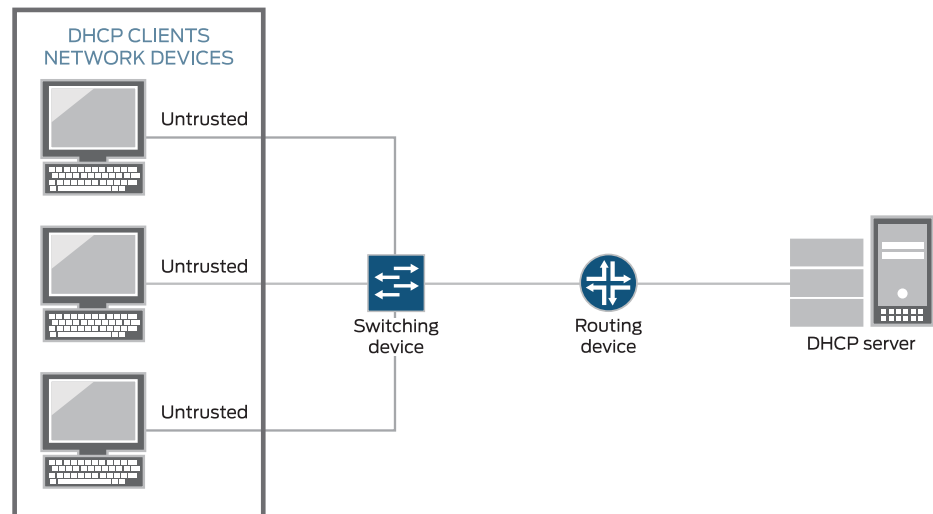 DHCP CLIENTS
NETWORK DEVICES
Untrusted
Untrusted
Untrusted
Switching
device
Routing
device
DHCP server